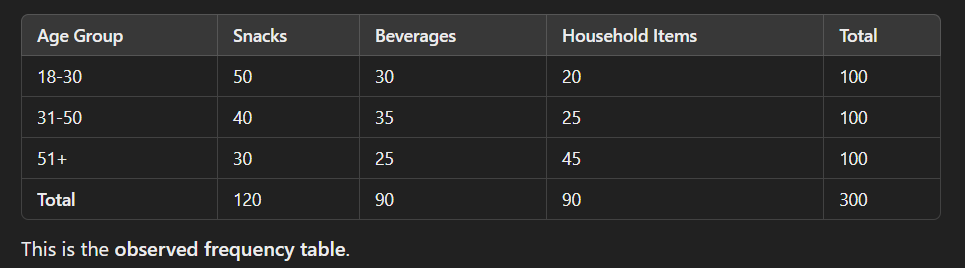 Age Group Snacks Beverages Household Items Total
18-30 50 30 20 100
31-50 40 35 25 100
51+ 30 25 45 100
Total 120 90 90 300
This is the observed frequency table.